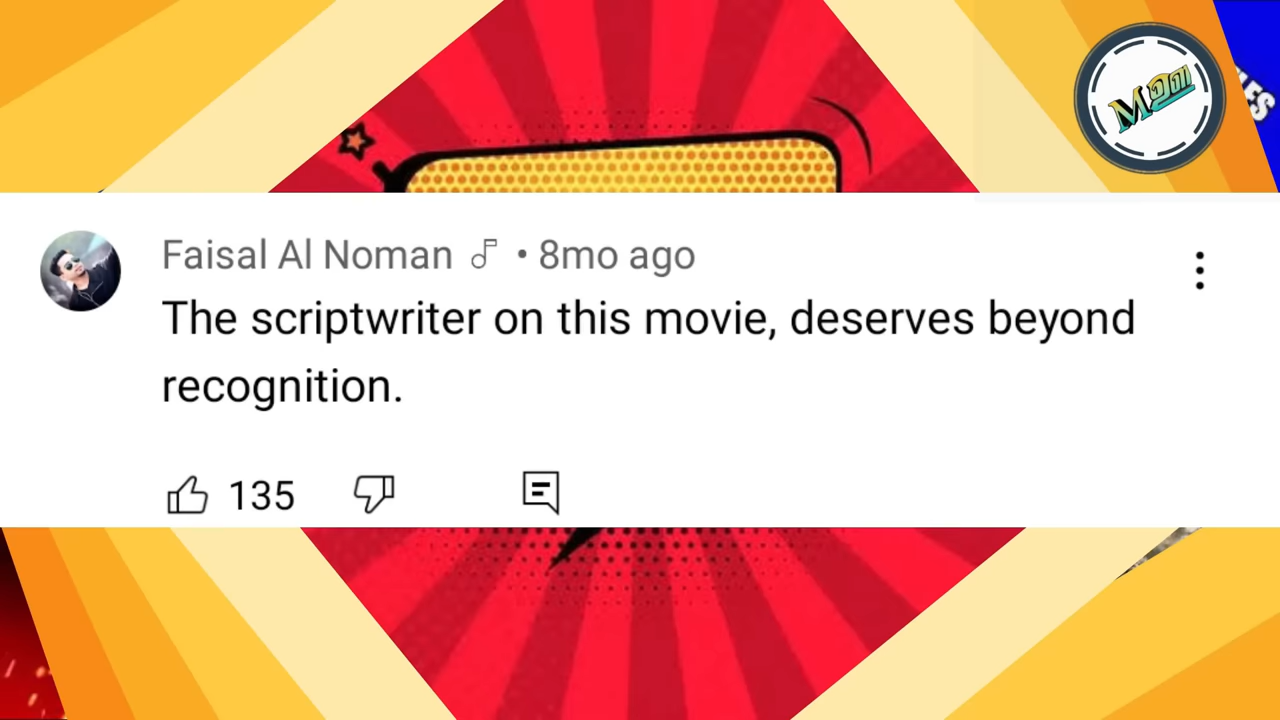 Faisal Al Noman • 8mo ago
The scriptwriter on this movie, deserves beyond
recognition.
135